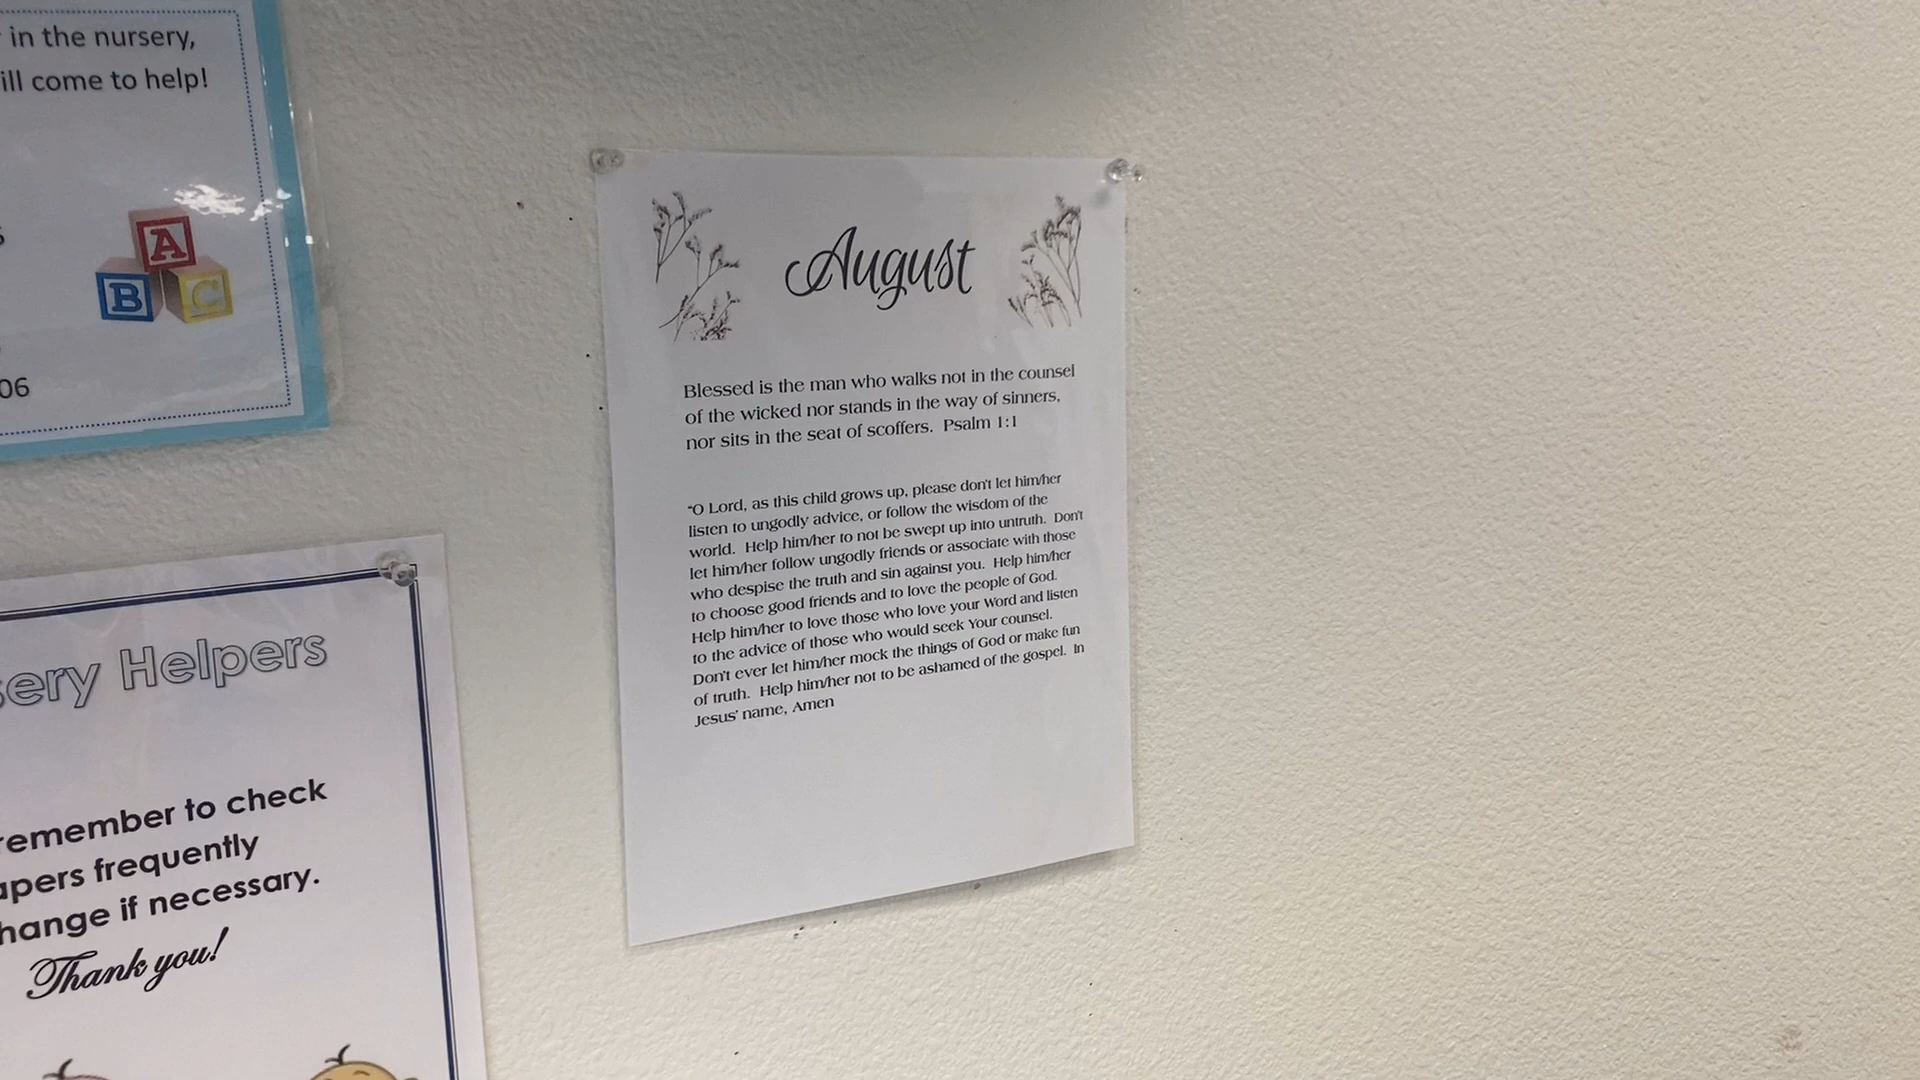 in the nursery,
ill come to help!
A
B C
06
Helpers
remember to check
frequently
if necessary.
Thank you!
August
Blessed is the man who walks not in the counsel
of the wicked nor stands in the way of sinners,
nor sits in the seat of scoffers. Psalm 1:1
"O Lord, as this child grows up, please don't let him/her
listen to ungodly advice, or follow the wisdom of the
world. Help him/her to not be swept up into untruth. Don't
let him/her follow ungodly friends or associate with those
who despise the truth and sin against you. Help him/her
to choose good friends and to love the people of God.
Help him/her to love those who love your Word and listen
to the advice of those who would seek Your counsel.
Don't ever let him/her mock the things of God or make fun
of truth. Help him/her not to be ashamed of the gospel. In
Jesus' name, Amen